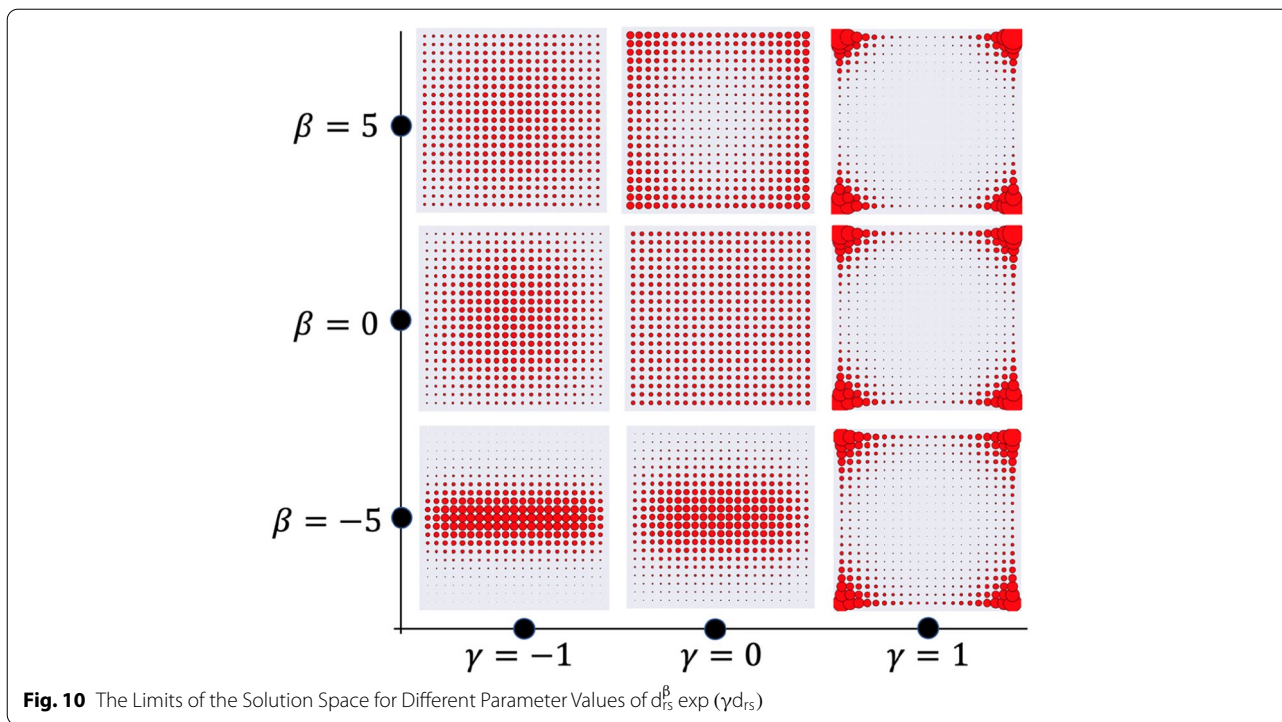 β = 5
β = 0
β = −5
γ = −1
γ = 0
γ = 1
Fig. 10 The Limits of the Solution Space for Different Parameter Values of d_rs^β exp (γd_rs)